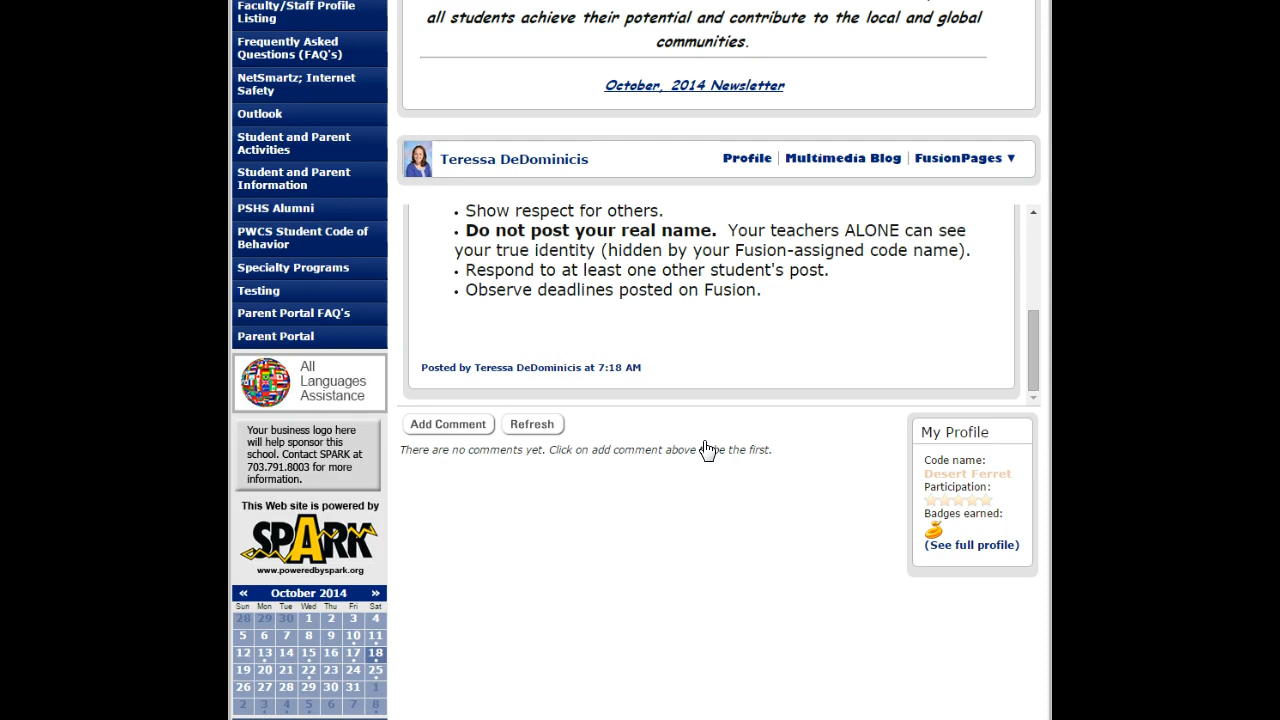 Faculty/Staff Profile
Listing
Frequently Asked
Questions (FAQ's)
NetSmartz; Internet
Safety
Outlook
Student and Parent
Activities
Student and Parent
Information
PSHS Alumni
PWCS Student Code of
Behavior
Specialty Programs
Testing
Parent Portal FAQ's
Parent Portal
All
Languages
Assistance
Your business logo here
will help sponsor this
school. Contact SPARK at
703.791.8003 for more
information.
This Web site is powered by
SPARK
www.poweredbyspark.org
« October 2014 »
Sun Mon Tue Wed Thu Fri Sat
28 29 30 1 2 3 4
5 6 7 8 9 10 11
12 13 14 15 16 17 18
19 20 21 22 23 24 25
26 27 28 29 30 31 1
2 3 4 5 6 7 8
all students achieve their potential and contribute to the local and global
communities.
October, 2014 Newsletter
Teressa DeDominicis
Profile | Multimedia Blog | FusionPages ▼
• Show respect for others.
• Do not post your real name. Your teachers ALONE can see
your true identity (hidden by your Fusion-assigned code name).
• Respond to at least one other student's post.
• Observe deadlines posted on Fusion.
Posted by Teressa DeDominicis at 7:18 AM
Add Comment Refresh
There are no comments yet. Click on add comment above be the first.
My Profile
Code name:
Desert Ferret
Participation:
Badges earned:
(See full profile)